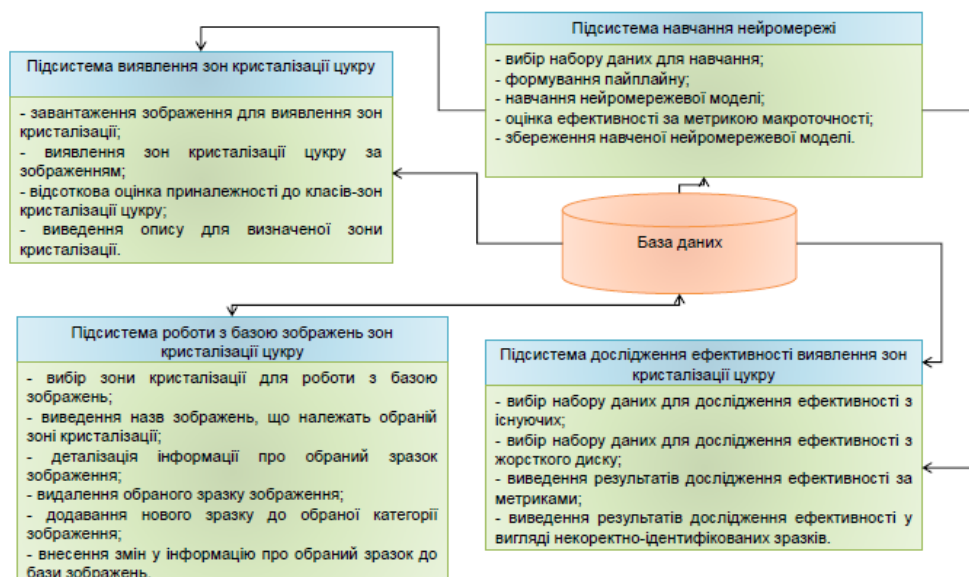 Підсистема навчання нейромережі
- вибір набору даних для навчання;
- формування пайплайну;
- навчання нейромережевої моделі;
- оцінка ефективності за метрикою макроточності;
- збереження навченої нейромережевої моделі.
Підсистема виявлення зон кристалізації цукру
- завантаження зображення для виявлення зон
кристалізації;
- виявлення зон кристалізації цукру за
зображенням;
- відсоткова оцінка приналежності до класів-зон
кристалізації цукру;
- виведення опису для визначеної зони
кристалізації.
База даних
Підсистема роботи з базою зображень зон
кристалізації цукру
- вибір зони кристалізації для роботи з базою
зображень;
- виведення назв зображень, що належать обраній
зоні кристалізації;
- деталізація інформації про обраний зразок
зображення;
- видалення обраного зразку зображення;
- додавання нового зразку до обраної категорії
зображення;
- внесення змін у інформацію про обраний зразок до
бази зображень.
Підсистема дослідження ефективності виявлення зон
кристалізації цукру
- вибір набору даних для дослідження ефективності з
існуючих;
- вибір набору даних для дослідження ефективності з
жорсткого диску;
- виведення результатів дослідження ефективності за
метриками;
- виведення результатів дослідження ефективності у
вигляді некоректно-ідентифікованих зразків.